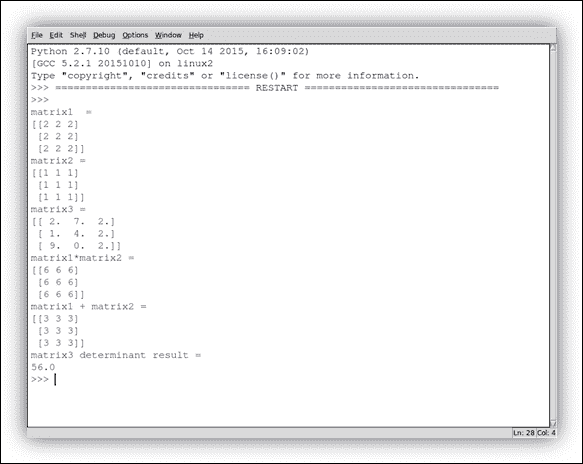 File Edit Shell Debug Options Window Help
Python 2.7.10 (default, Oct 14 2015, 16:09:02)
[GCC 5.2.1 20151010] on linux2
Type "copyright", "credits" or "license()" for more information.
>>> ================================ RESTART ================================
>>>
matrix1  =
[[2 2 2]
 [2 2 2]
 [2 2 2]]
matrix2 =
[[1 1 1]
 [1 1 1]
 [1 1 1]]
matrix3 =
[[ 2.  7.  2.]
 [ 1.  4.  2.]
 [ 9.  0.  2.]]
matrix1*matrix2 =
[[6 6 6]
 [6 6 6]
 [6 6 6]]
matrix1 + matrix2 =
[[3 3 3]
 [3 3 3]
 [3 3 3]]
matrix3 determinant result =
56.0
>>>
Ln: 28 Col: 4